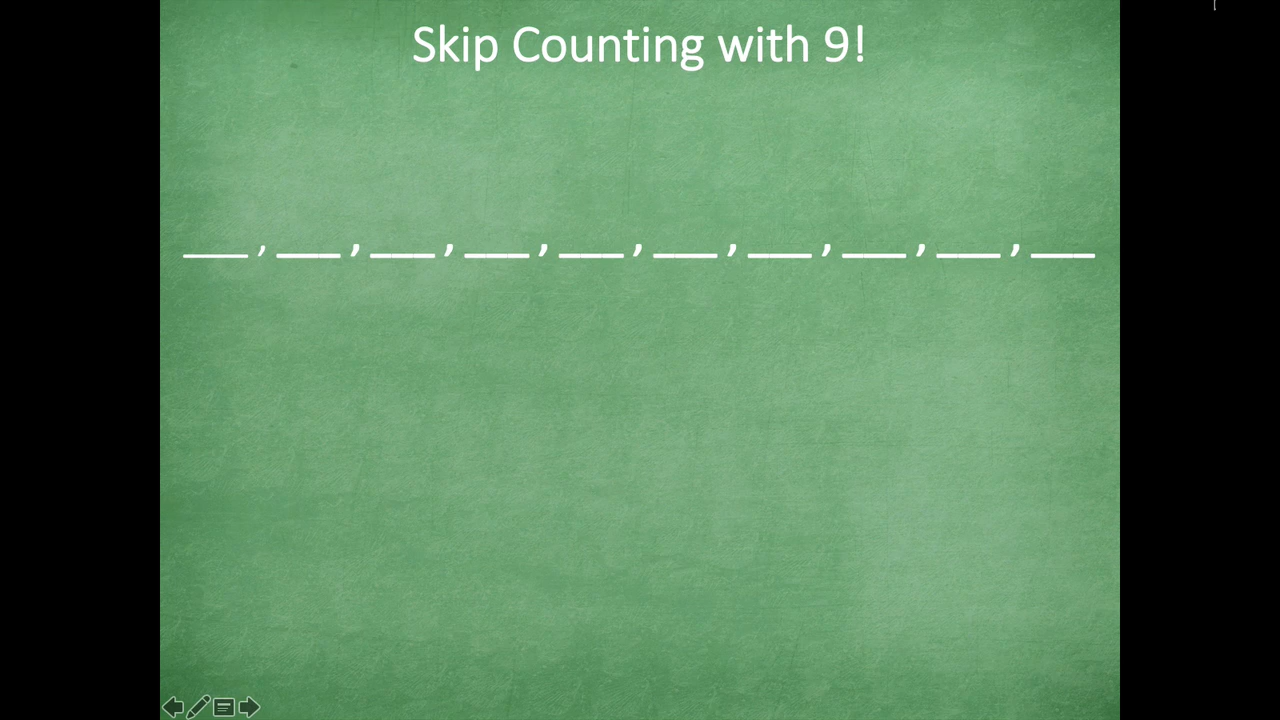 Skip Counting with 9!
___, ___, ___, ___, ___, ___, ___, ___, ___, ___